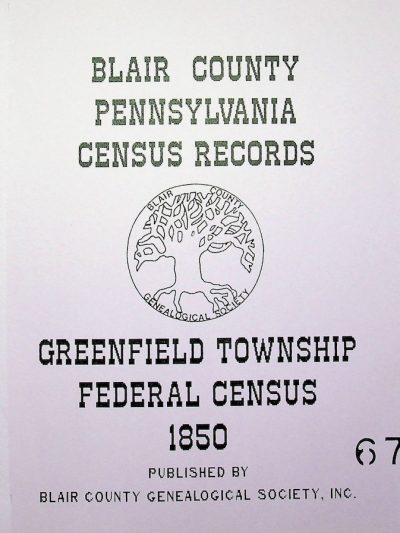 BLAIR COUNTY
PENNSYLVANIA
CENSUS RECORDS
BLAIR COUNTY
GENEALOGICAL SOCIETY
GREENFIELD TOWNSHIP
FEDERAL CENSUS
1850
67
PUBLISHED BY
BLAIR COUNTY GENEALOGICAL SOCIETY, INC.